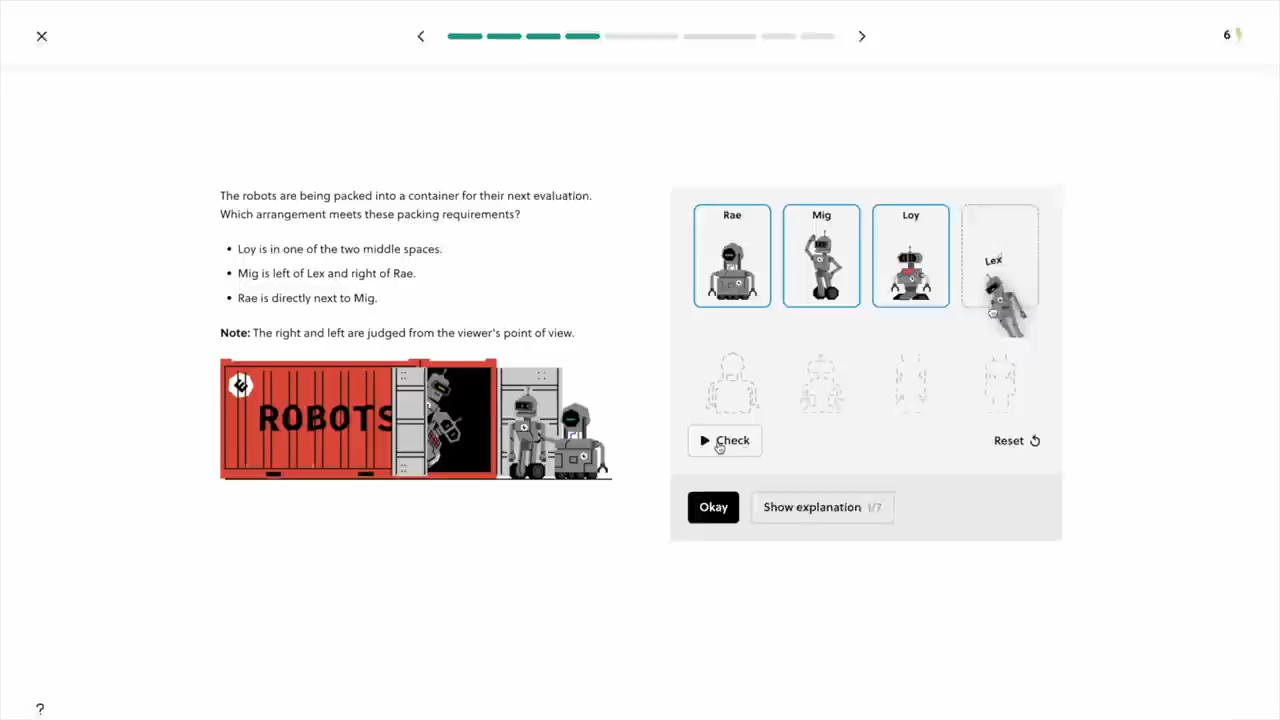 6
The robots are being packed into a container for their next evaluation.
Which arrangement meets these packing requirements?
• Loy is in one of the two middle spaces.
• Mig is left of Lex and right of Rae.
• Rae is directly next to Mig.
Note: The right and left are judged from the viewer's point of view.
E
ROBOTS
Rae
Mig
Loy
Lex
Check
Reset
Okay
Show explanation 1/7
?